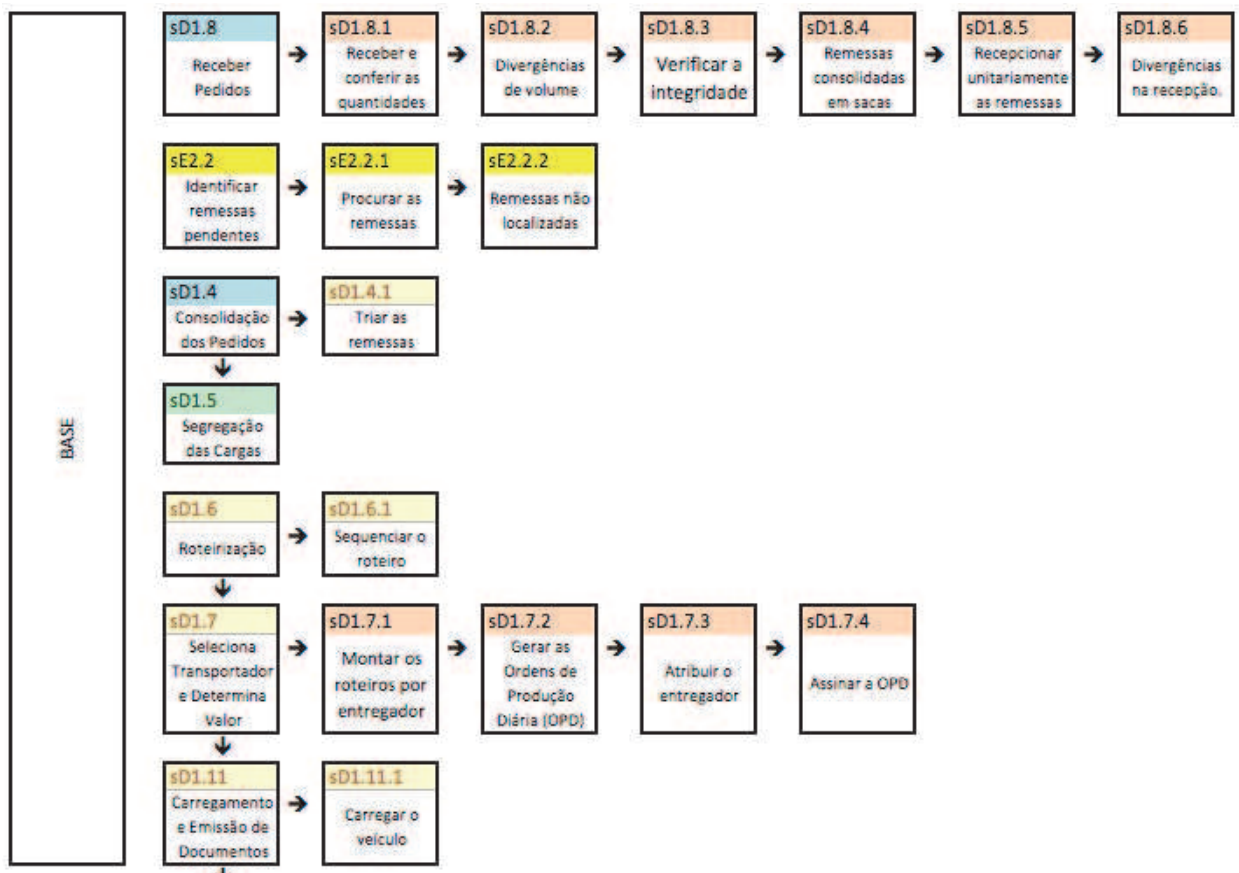 BASE
sD1.8
Receber
Pedidos
sD1.8.1
Receber e
conferir as
quantidades
sD1.8.2
Divergências
de volume
sD1.8.3
Verificar a
integridade
sD1.8.4
Remessas
consolidadas
em sacas
sD1.8.5
Recepcionar
unitariamente
as remessas
sD1.8.6
Divergências
na recepção.
sE2.2
Identificar
remessas
pendentes
sE2.2.1
Procurar as
remessas
sE2.2.2
Remessas não
localizadas
sD1.4
Consolidação
dos Pedidos
sD1.4.1
Triar as
remessas
sD1.5
Segregação
das Cargas
sD1.6
Roteirização
sD1.6.1
Sequenciar o
roteiro
sD1.7
Seleciona
Transportador
e Determina
Valor
sD1.7.1
Montar os
roteiros por
entregador
sD1.7.2
Gerar as
Ordens de
Produção
Diária (OPD)
sD1.7.3
Atribuir o
entregador
sD1.7.4
Assinar a OPD
sD1.11
Carregamento
e Emissão de
Documentos
sD1.11.1
Carregar o
veículo